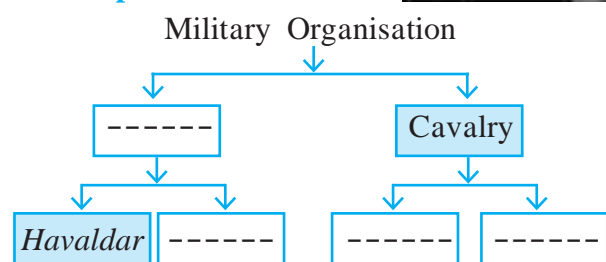 Military Organisation
------ Cavalry
Havaldar ------ ------ ------